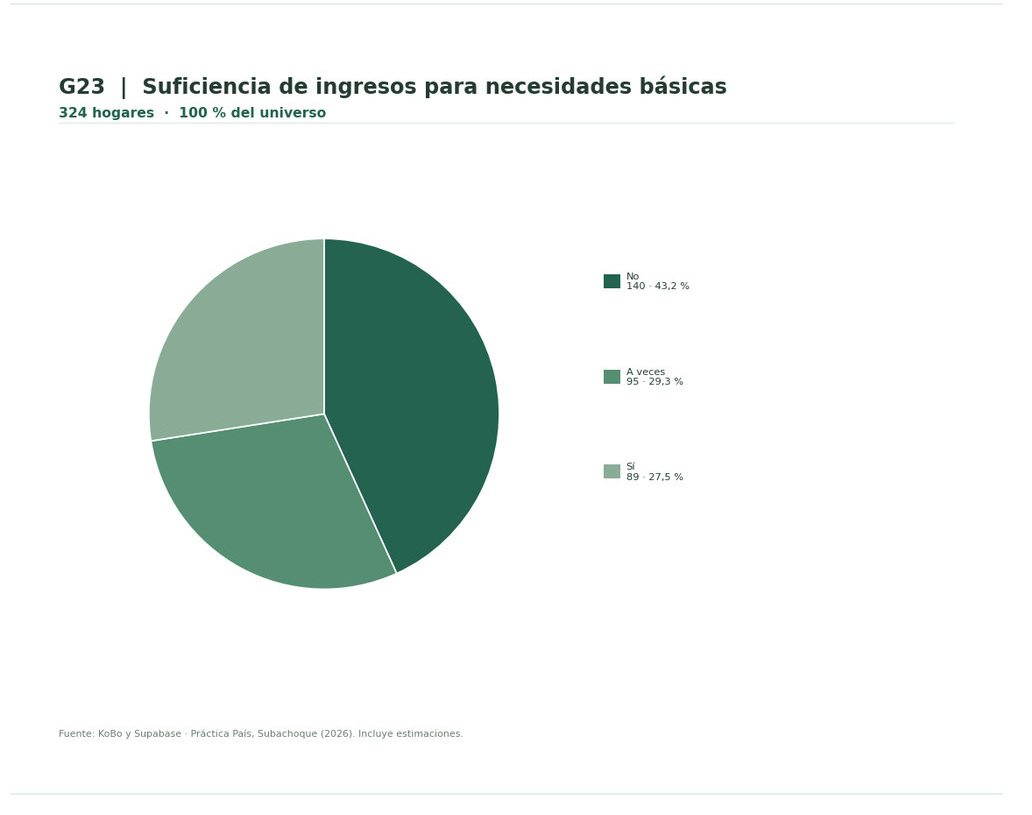 G23 | Suficiencia de ingresos para necesidades básicas
324 hogares · 100 % del universo
No
140 · 43,2 %
A veces
95 · 29,3 %
Sí
89 · 27,5 %
Fuente: KoBo y Supabase · Práctica País, Subachoque (2026). Incluye estimaciones.